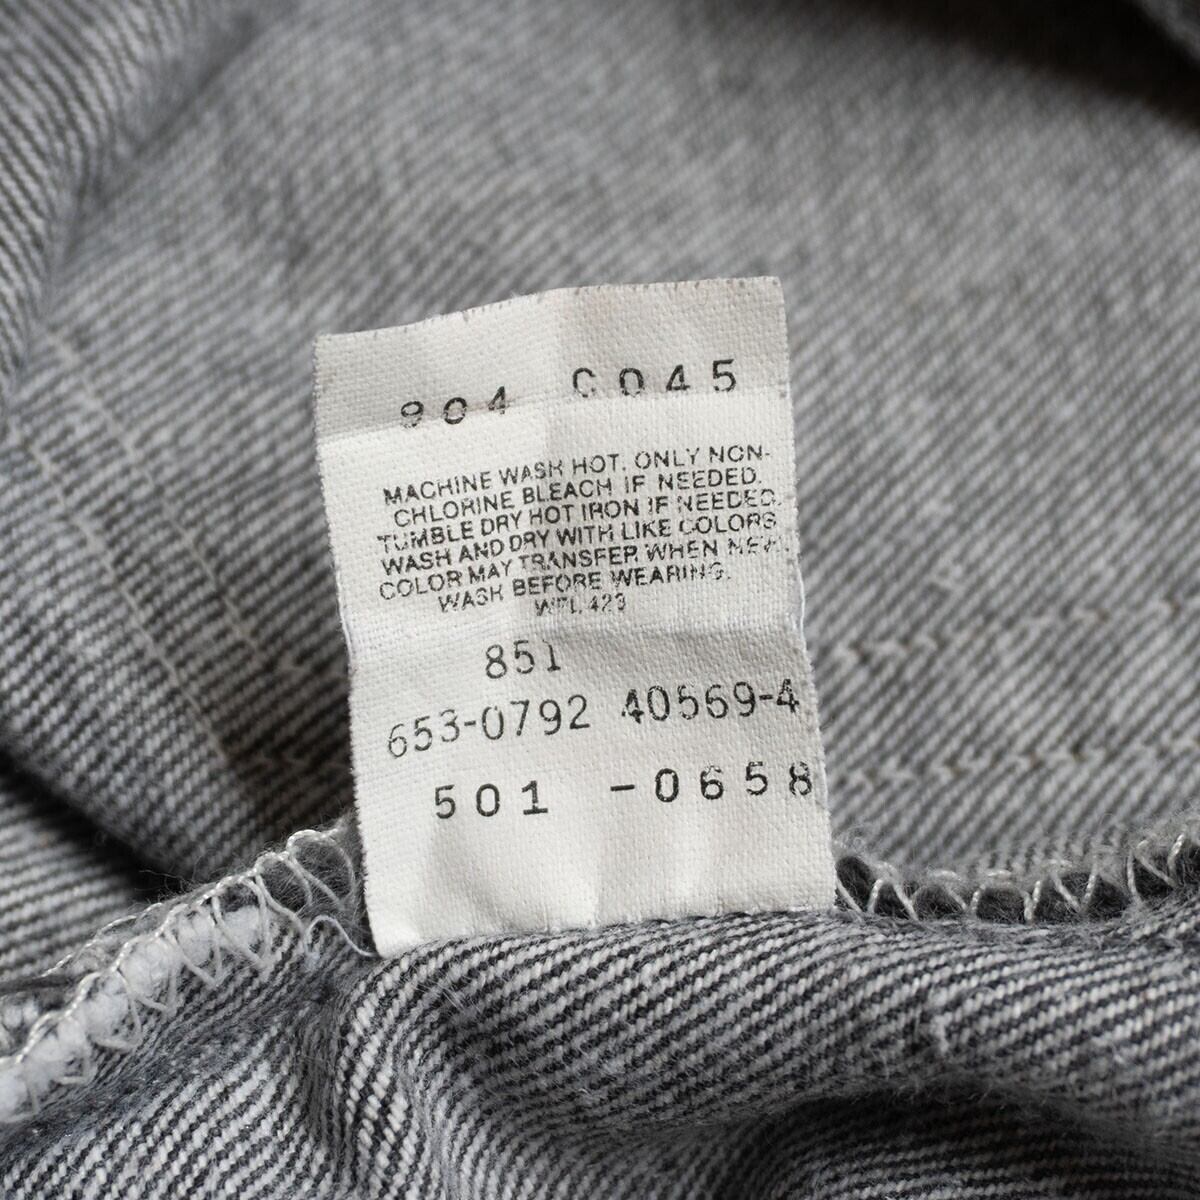 904 C045
MACHINE WASH HOT. ONLY NON-
CHLORINE BLEACH IF NEEDED.
TUMBLE DRY HOT IRON IF NEEDED.
WASH AND DRY WITH LIKE COLORS.
COLOR MAY TRANSFER WHEN NEW.
WASH BEFORE WEARING.
WPL 423
851
653-0792 40569-4
501 -0658